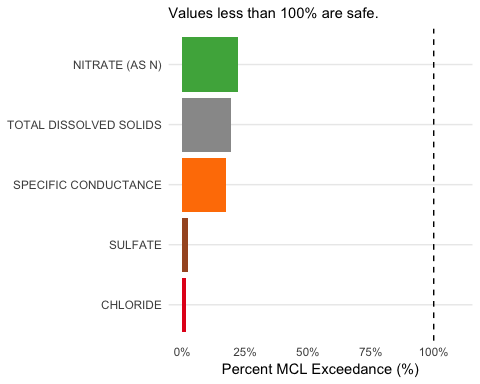 Values less than 100% are safe.
NITRATE (AS N)
TOTAL DISSOLVED SOLIDS
SPECIFIC CONDUCTANCE
SULFATE
CHLORIDE
0% 25% 50% 75% 100%
Percent MCL Exceedance (%)